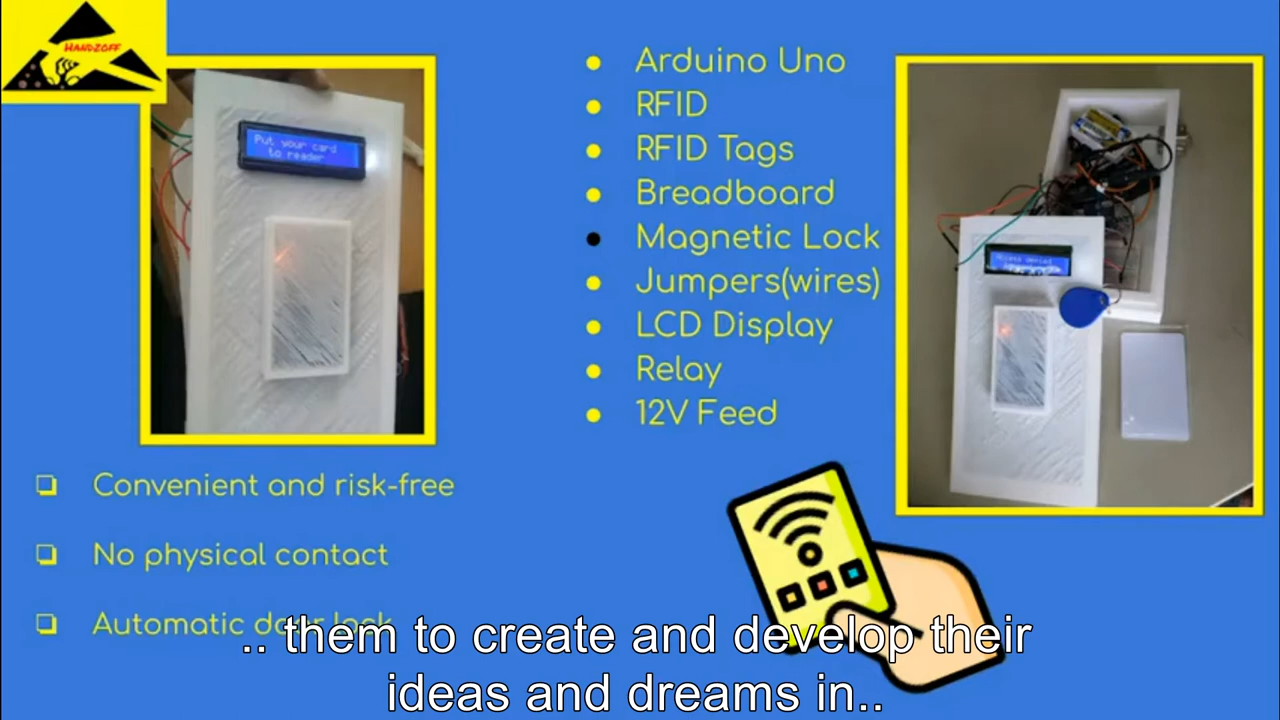 HANDZOFF
Put your card
to reader
Arduino Uno
RFID
RFID Tags
Breadboard
Magnetic Lock
Jumpers(wires)
LCD Display
Relay
12V Feed
Access denied
Convenient and risk-free
No physical contact
Automatic door lock
.. them to create and develop their
ideas and dreams in..